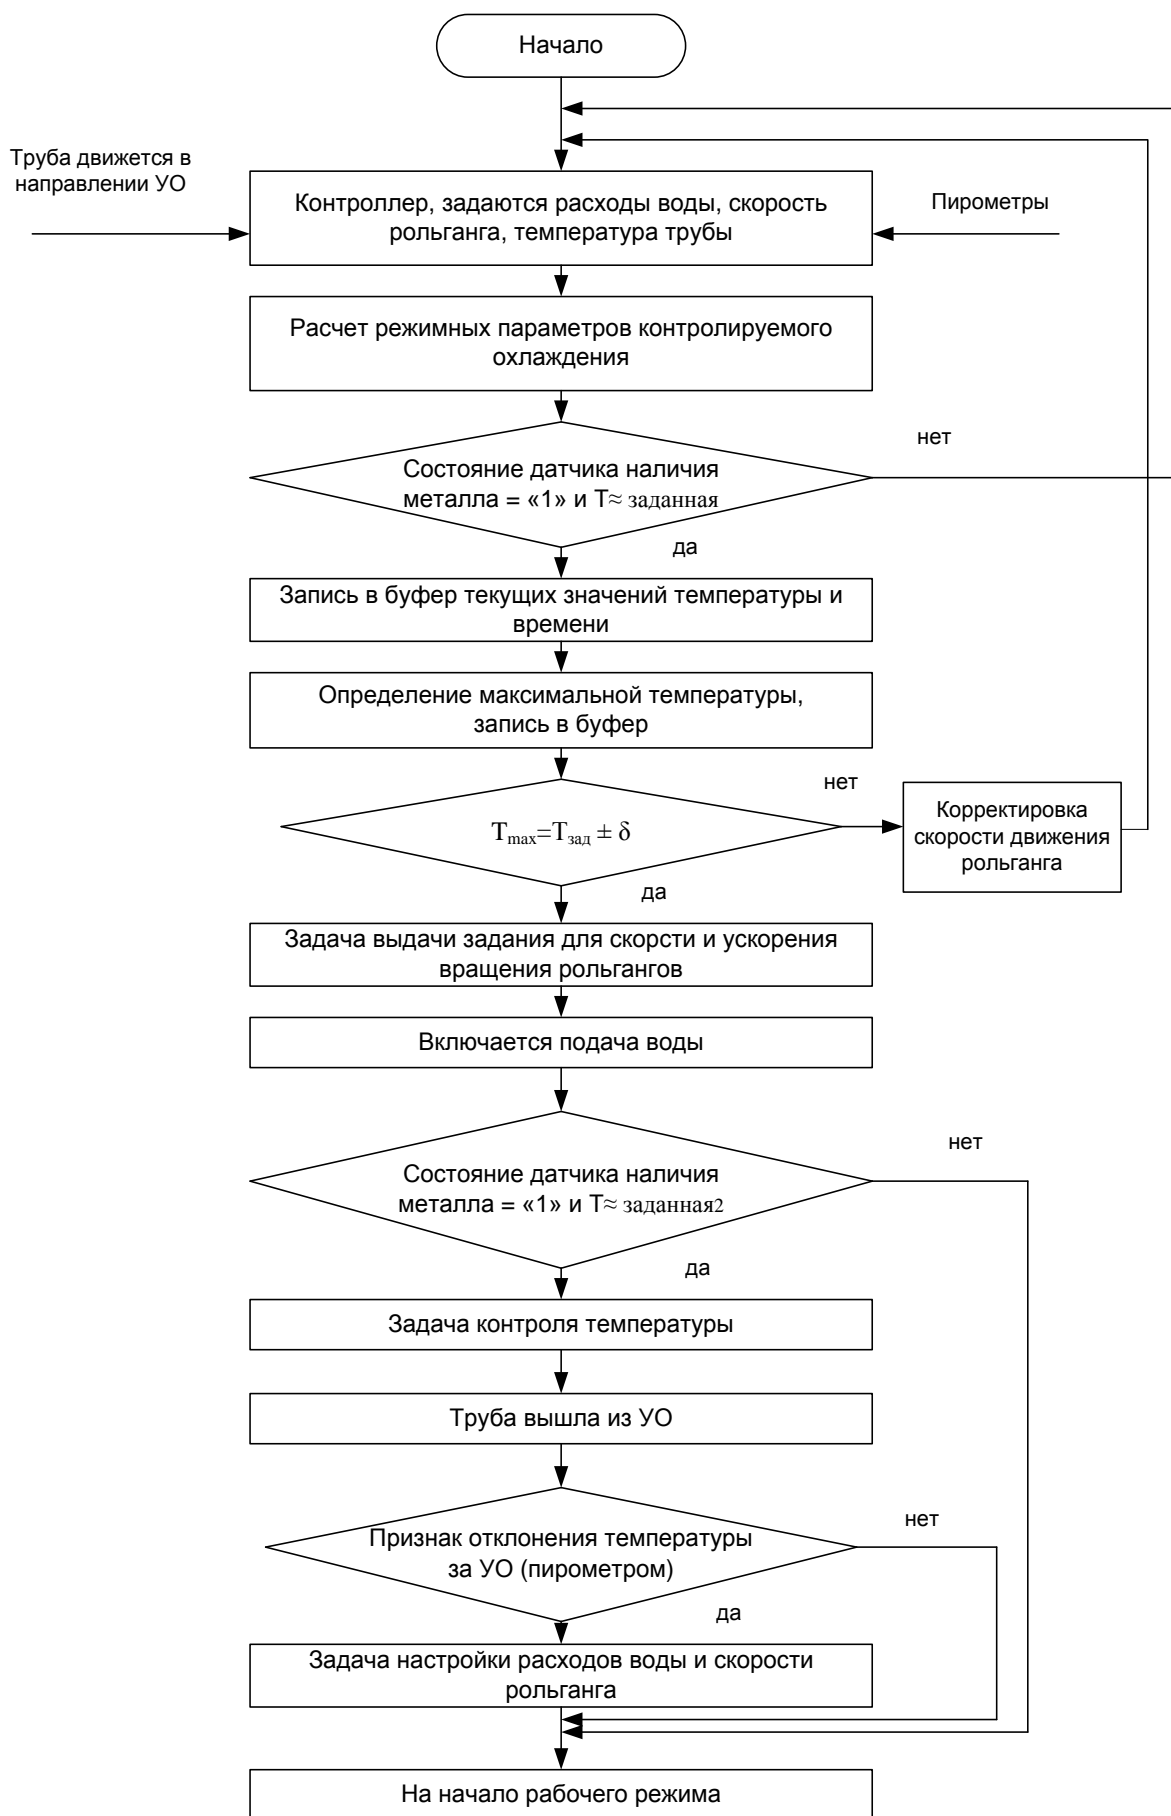 Начало
Труба движется в
направлении УО
Контроллер, задаются расходы воды, скорость
рольганга, температура трубы
Пирометры
Расчет режимных параметров контролируемого
охлаждения
нет
Состояние датчика наличия
металла = «1» и T≈ заданная
да
Запись в буфер текущих значений температуры и
времени
Определение максимальной температуры,
запись в буфер
нет
Tmax=Tзад ± δ
Корректировка
скорости движения
рольганга
да
Задача выдачи задания для скорсти и ускорения
вращения рольгангов
Включается подача воды
нет
Состояние датчика наличия
металла = «1» и T≈ заданная2
да
Задача контроля температуры
Труба вышла из УО
нет
Признак отклонения температуры
за УО (пирометром)
да
Задача настройки расходов воды и скорости
рольганга
На начало рабочего режима